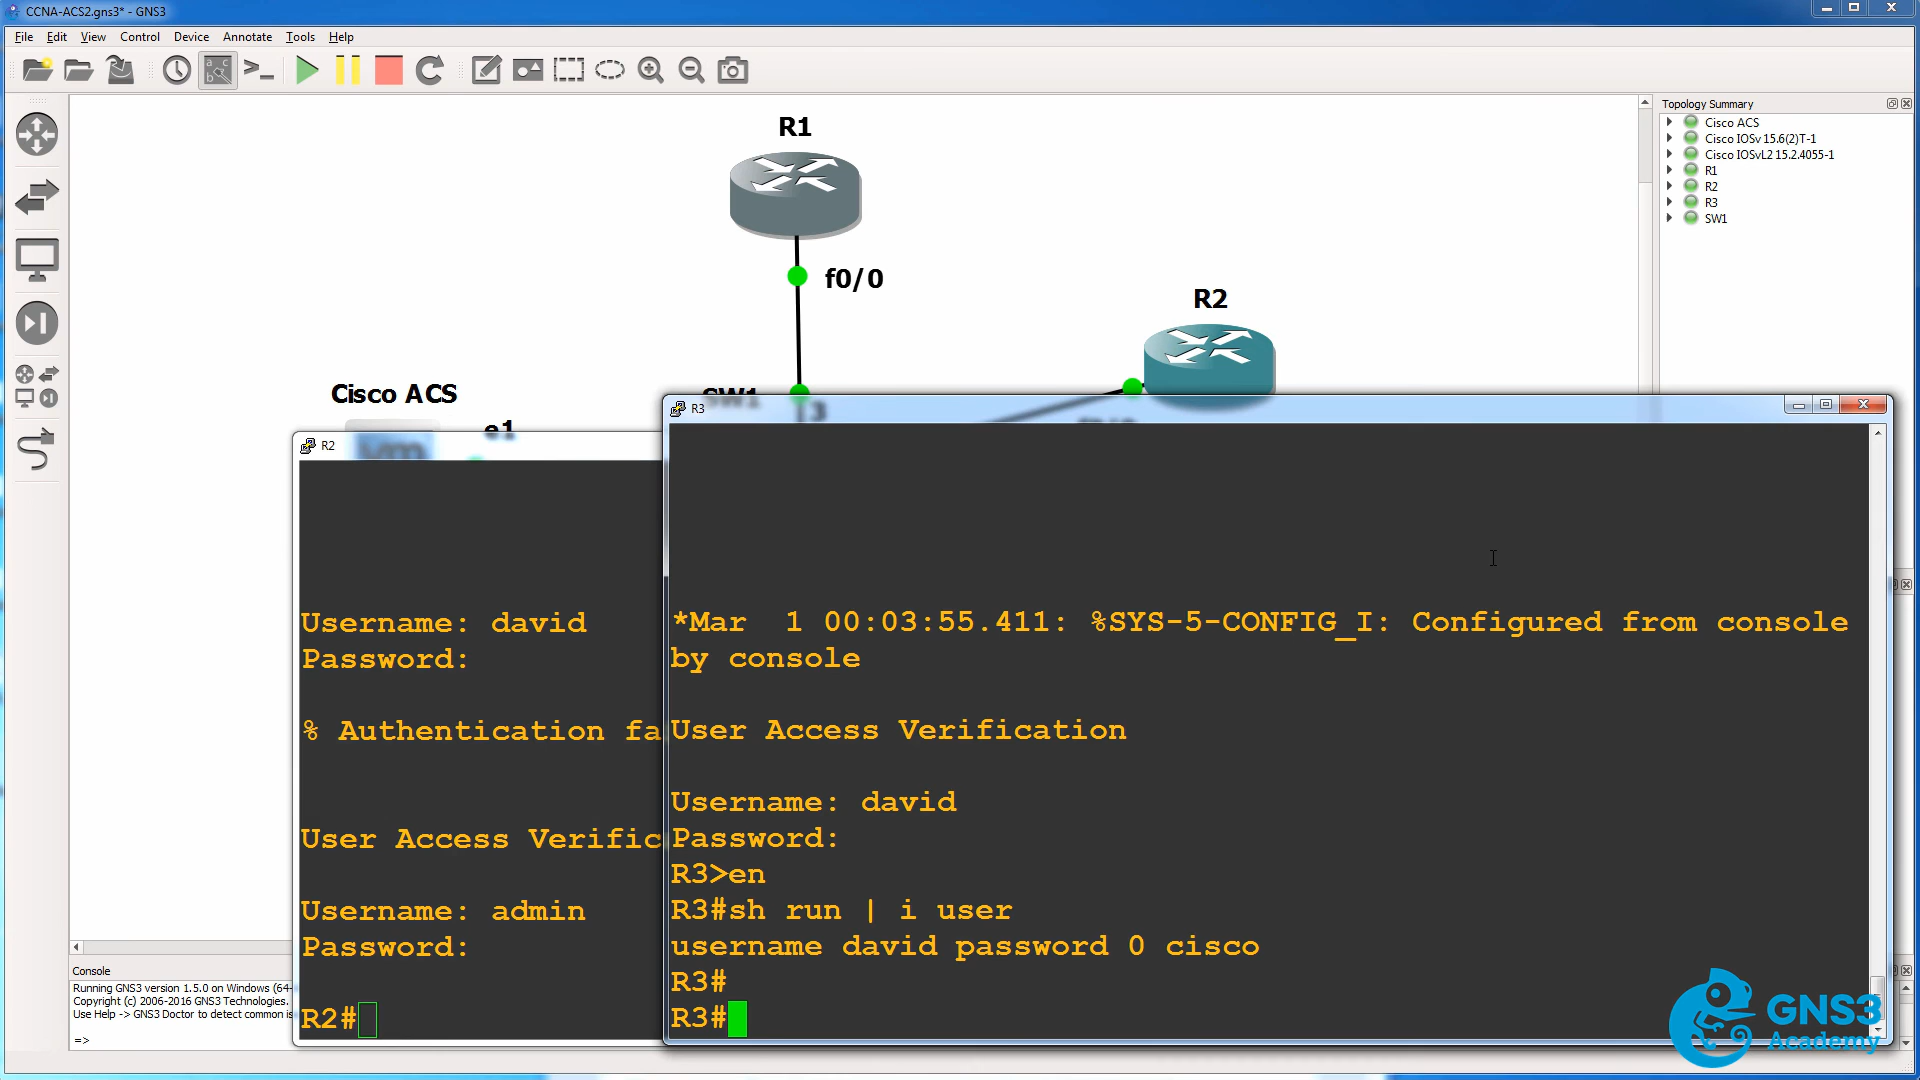 CCNA-ACS2.gns3* - GNS3
File Edit View Control Device Annotate Tools Help
Topology Summary
Cisco ACS
Cisco IOSv 15.6(2)T-1
Cisco IOSvL2 15.2.4055-1
R1
R2
R3
SW1
R1
f0/0
R2
Cisco ACS
SW1
e1
R2
Username: david
Password:
% Authentication fa
User Access Verific
Username: admin
Password:
R2#
R3
*Mar  1 00:03:55.411: %SYS-5-CONFIG_I: Configured from console
by console
User Access Verification
Username: david
Password:
R3>en
R3#sh run | i user
username david password 0 cisco
R3#
R3#
Console
Running GNS3 version 1.5.0 on Windows (64-
Copyright (c) 2006-2016 GNS3 Technologies.
Use Help -> GNS3 Doctor to detect common is
=>
GNS3
Academy